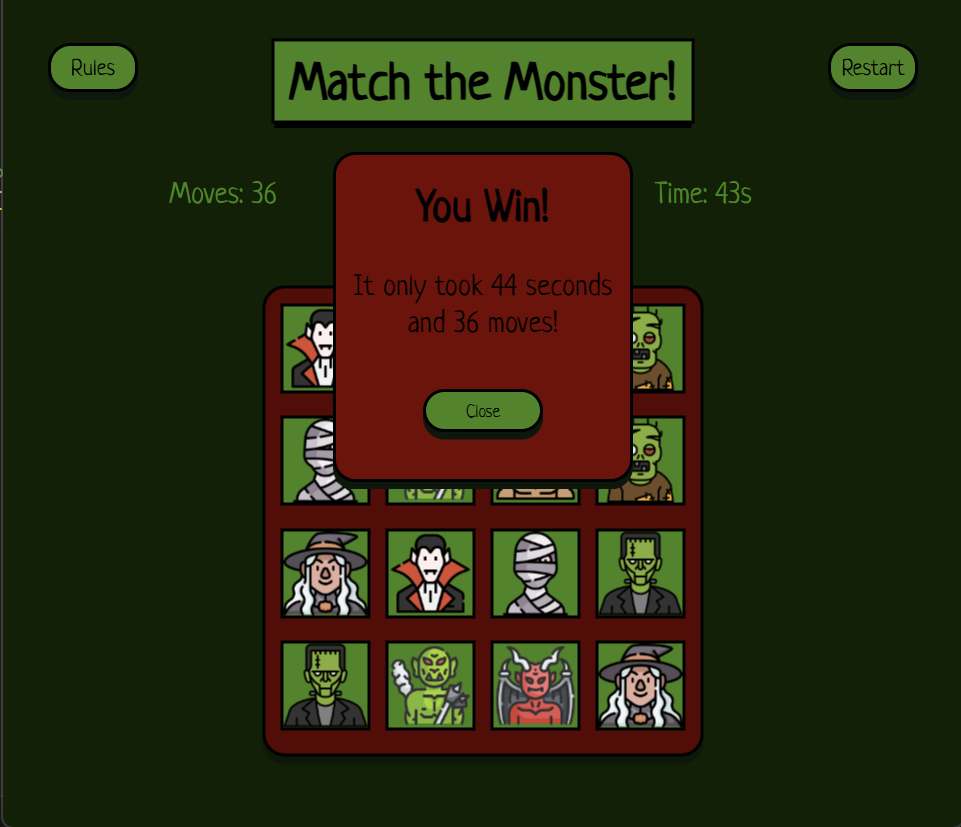 Rules
Match the Monster!
Restart
Moves: 36
Time: 43s
You Win!
It only took 44 seconds
and 36 moves!
Close